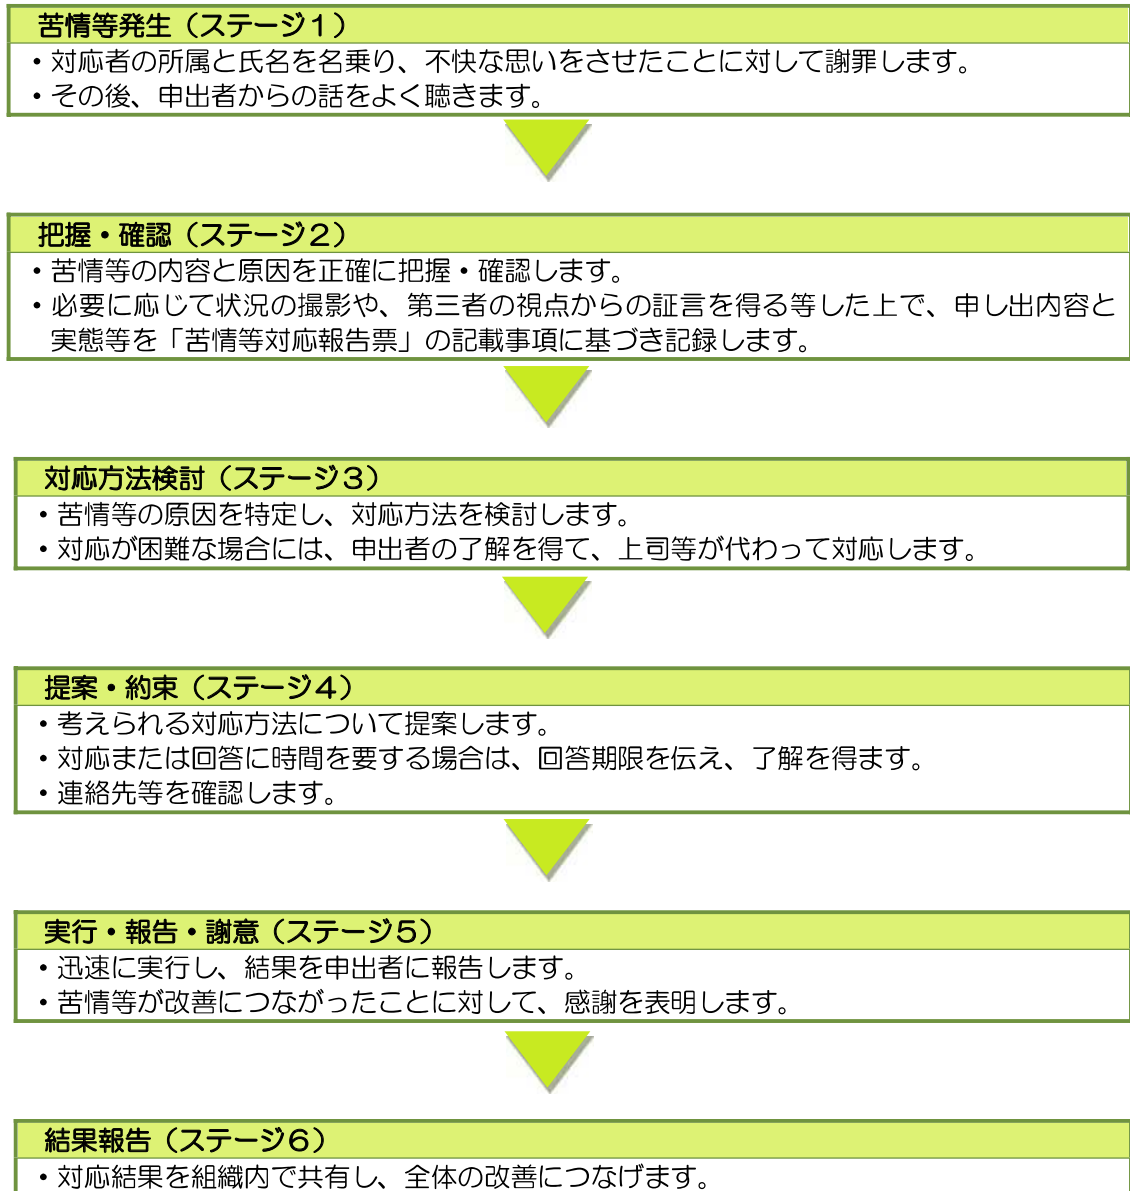 苦情等発生（ステージ１）
・対応者の所属と氏名を名乗り、不快な思いをさせたことに対して謝罪します。
・その後、申出者からの話をよく聴きます。
把握・確認（ステージ２）
・苦情等の内容と原因を正確に把握・確認します。
・必要に応じて状況の撮影や、第三者の視点からの証言を得る等した上で、申し出内容と
実態等を「苦情等対応報告票」の記載事項に基づき記録します。
対応方法検討（ステージ３）
・苦情等の原因を特定し、対応方法を検討します。
・対応が困難な場合には、申出者の了解を得て、上司等が代わって対応します。
提案・約束（ステージ４）
・考えられる対応方法について提案します。
・対応または回答に時間を要する場合は、回答期限を伝え、了解を得ます。
・連絡先等を確認します。
実行・報告・謝意（ステージ５）
・迅速に実行し、結果を申出者に報告します。
・苦情等が改善につながったことに対して、感謝を表明します。
結果報告（ステージ６）
・対応結果を組織内で共有し、全体の改善につなげます。